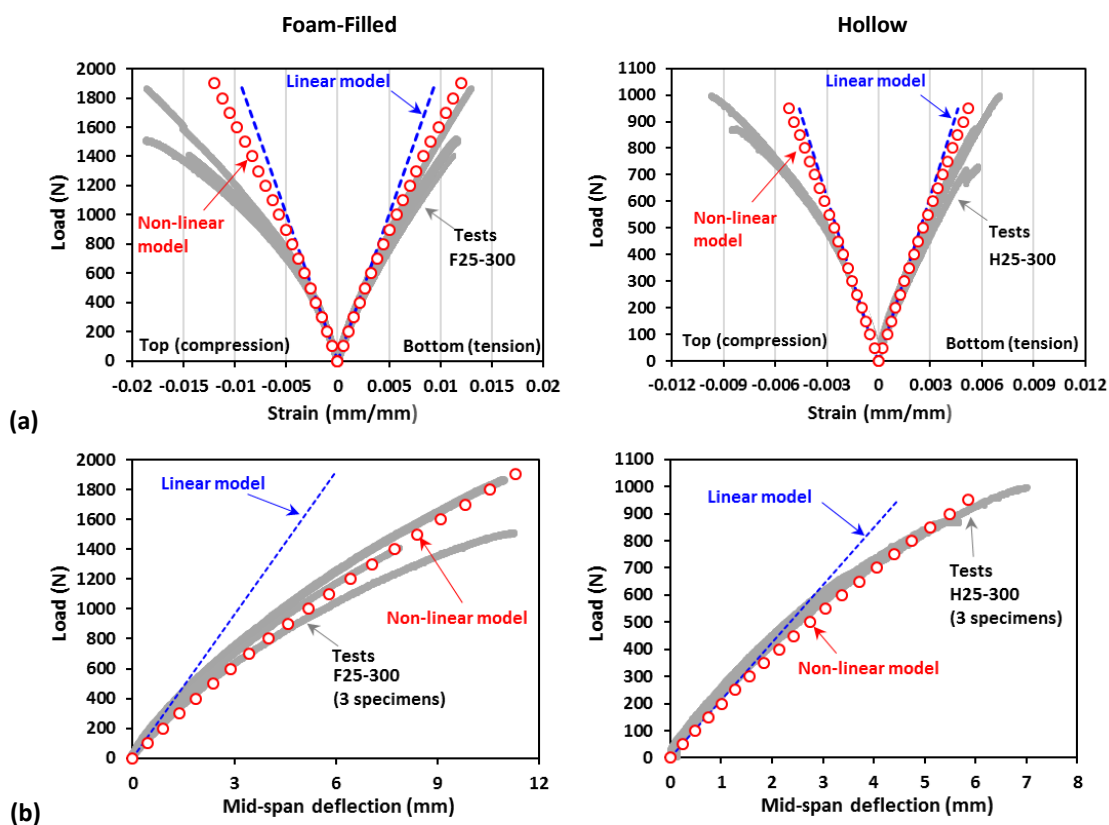 Foam-Filled
Hollow
2000
1800
1600
1400
1200
1000
800
600
400
200
0
Load (N)
Linear model
Non-linear
model
Tests
F25-300
Top (compression)
Bottom (tension)
-0.02 -0.015 -0.01 -0.005 0 0.005 0.01 0.015 0.02
Strain (mm/mm)
1100
1000
900
800
700
600
500
400
300
200
100
0
Load (N)
Linear model
Non-linear
model
Tests
H25-300
Top (compression)
Bottom (tension)
-0.012 -0.009 -0.006 -0.003 0 0.003 0.006 0.009 0.012
Strain (mm/mm)
(a)
2000
1800
1600
1400
1200
1000
800
600
400
200
0
Load (N)
Linear model
Non-linear model
Tests
F25-300
(3 specimens)
0 3 6 9 12
Mid-span deflection (mm)
1100
1000
900
800
700
600
500
400
300
200
100
0
Load (N)
Linear model
Tests
H25-300
(3 specimens)
Non-linear model
0 1 2 3 4 5 6 7 8
Mid-span deflection (mm)
(b)